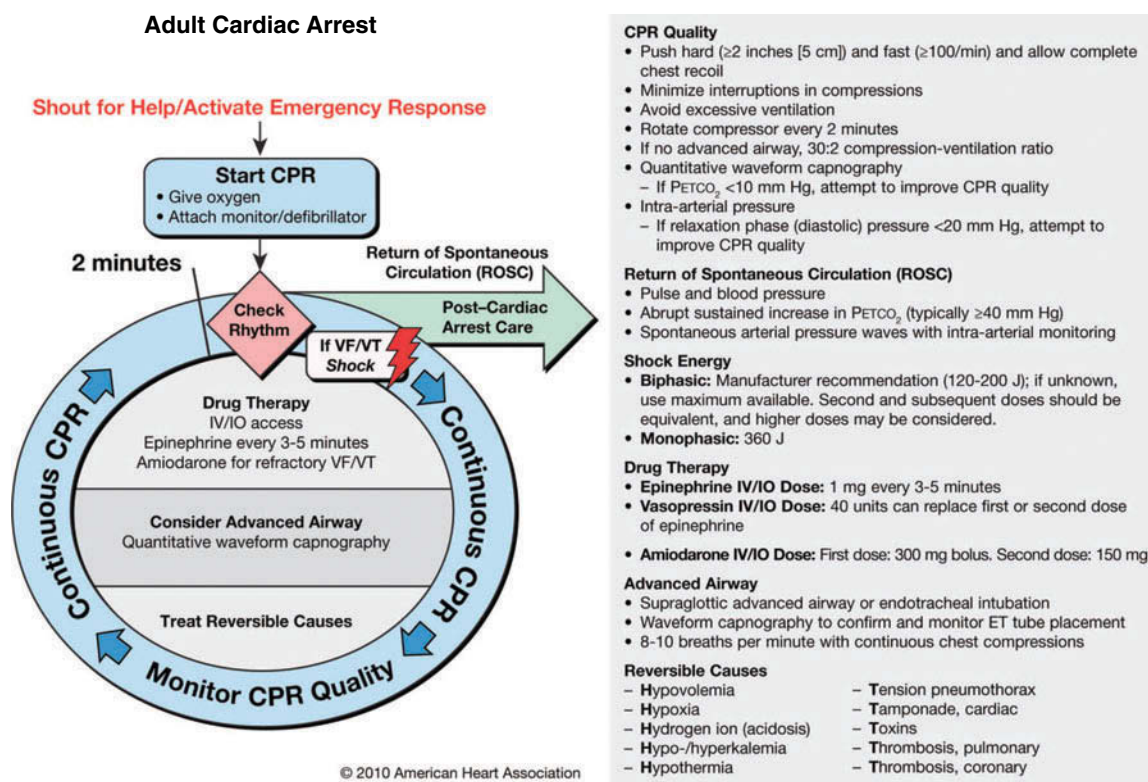 Adult Cardiac Arrest
Shout for Help/Activate Emergency Response
Start CPR
• Give oxygen
• Attach monitor/defibrillator
2 minutes
Return of Spontaneous
Circulation (ROSC)
Check
Rhythm
Post–Cardiac
Arrest Care
If VF/VT
Shock
Drug Therapy
IV/IO access
Epinephrine every 3-5 minutes
Amiodarone for refractory VF/VT
Consider Advanced Airway
Quantitative waveform capnography
Treat Reversible Causes
Continuous CPR
Continuous CPR
Monitor CPR Quality
© 2010 American Heart Association
CPR Quality
• Push hard (≥2 inches [5 cm]) and fast (≥100/min) and allow complete
chest recoil
• Minimize interruptions in compressions
• Avoid excessive ventilation
• Rotate compressor every 2 minutes
• If no advanced airway, 30:2 compression-ventilation ratio
• Quantitative waveform capnography
– If PETCO₂ <10 mm Hg, attempt to improve CPR quality
• Intra-arterial pressure
– If relaxation phase (diastolic) pressure <20 mm Hg, attempt to
improve CPR quality
Return of Spontaneous Circulation (ROSC)
• Pulse and blood pressure
• Abrupt sustained increase in PETCO₂ (typically ≥40 mm Hg)
• Spontaneous arterial pressure waves with intra-arterial monitoring
Shock Energy
• Biphasic: Manufacturer recommendation (120-200 J); if unknown,
use maximum available. Second and subsequent doses should be
equivalent, and higher doses may be considered.
• Monophasic: 360 J
Drug Therapy
• Epinephrine IV/IO Dose: 1 mg every 3-5 minutes
• Vasopressin IV/IO Dose: 40 units can replace first or second dose
of epinephrine
• Amiodarone IV/IO Dose: First dose: 300 mg bolus. Second dose: 150 mg
Advanced Airway
• Supraglottic advanced airway or endotracheal intubation
• Waveform capnography to confirm and monitor ET tube placement
• 8-10 breaths per minute with continuous chest compressions
Reversible Causes
– Hypovolemia
– Hypoxia
– Hydrogen ion (acidosis)
– Hypo-/hyperkalemia
– Hypothermia
– Tension pneumothorax
– Tamponade, cardiac
– Toxins
– Thrombosis, pulmonary
– Thrombosis, coronary